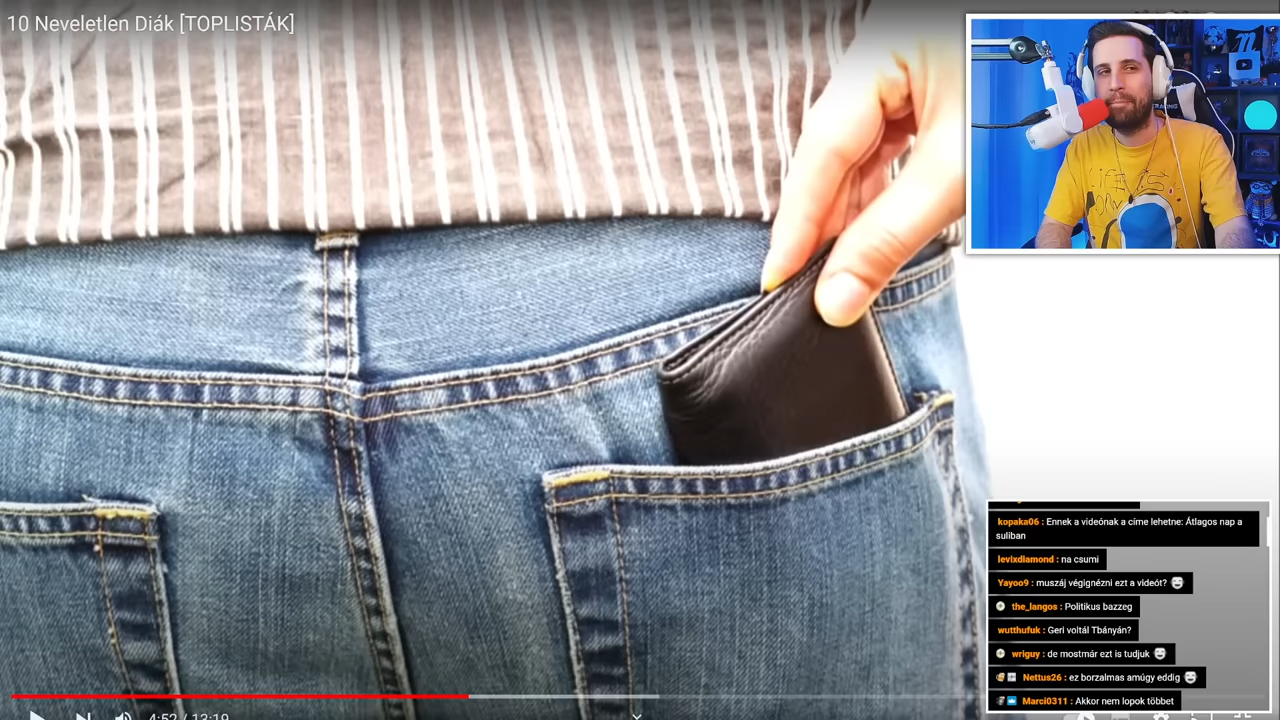 10 Neveletlen Diák [TOPLISTÁK]
kopaka06 : Ennek a videónak a címe lehetne: Átlagos nap a
suliban
levixdiamond : na csumi
Yayoo9 : muszáj végignézni ezt a videót?
the_langos : Politikus bazzeg
wutthufuk : Geri voltál Tbányán?
wriguy : de mostmár ezt is tudjuk
Nettus26 : ez borzalmas amúgy eddig
Marci0311 : Akkor nem lopok többet
4:52 / 13:19